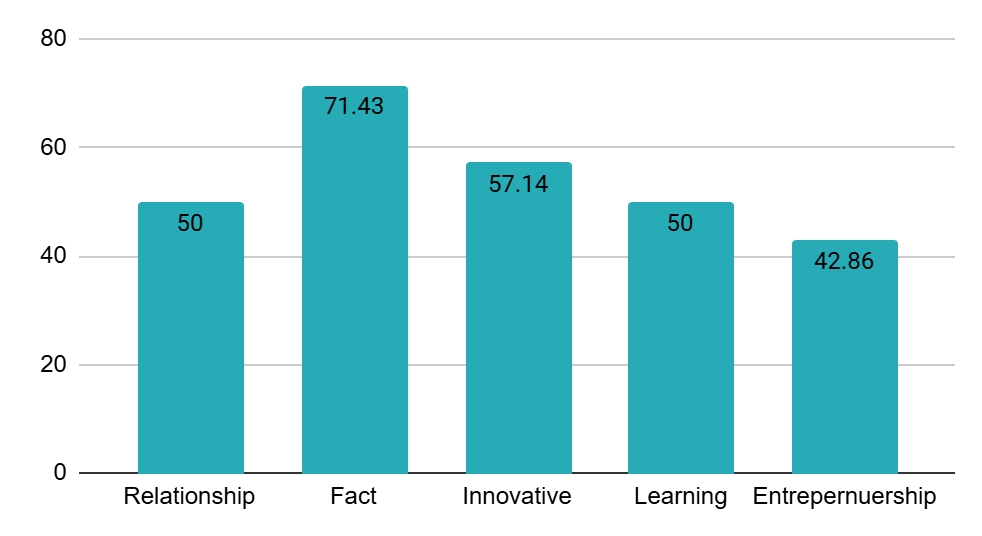 80
60
40
20
0
50
71.43
57.14
50
42.86
Relationship
Fact
Innovative
Learning
Entrepernuership